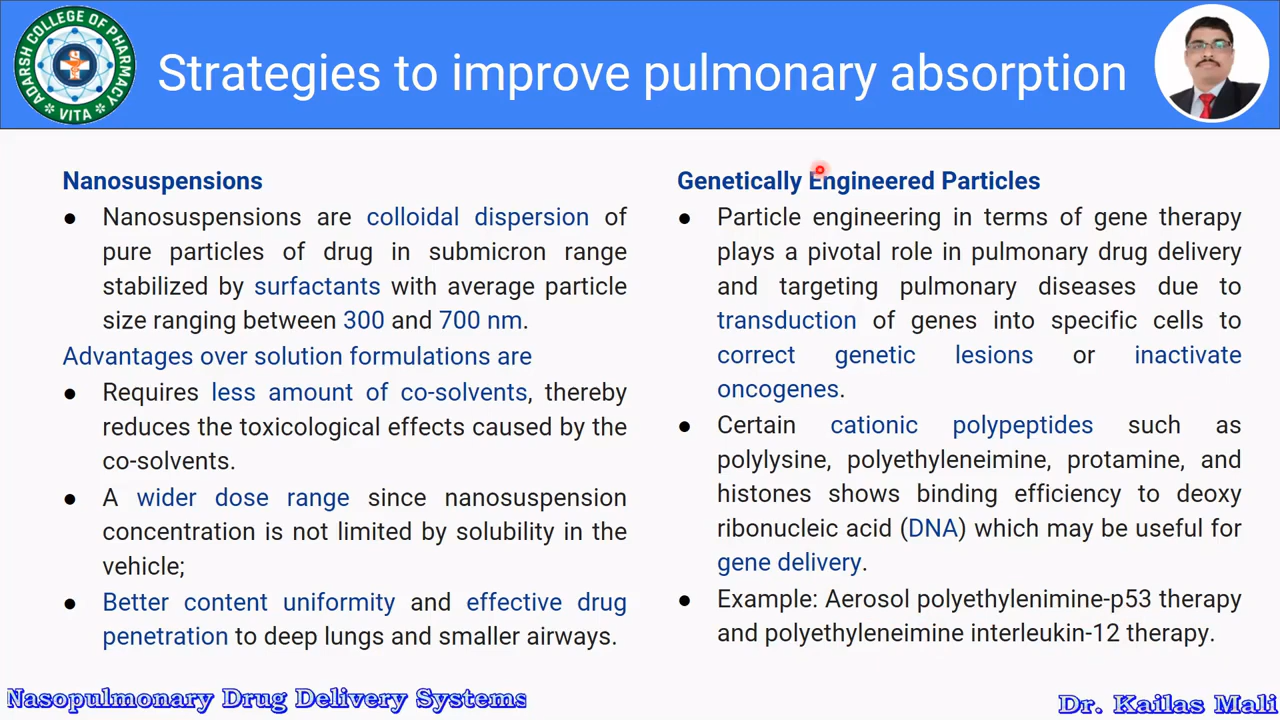 ADARSH COLLEGE OF PHARMACY
VITA
Strategies to improve pulmonary absorption
Nanosuspensions
● Nanosuspensions are colloidal dispersion of
pure particles of drug in submicron range
stabilized by surfactants with average particle
size ranging between 300 and 700 nm.
Advantages over solution formulations are
● Requires less amount of co-solvents, thereby
reduces the toxicological effects caused by the
co-solvents.
● A wider dose range since nanosuspension
concentration is not limited by solubility in the
vehicle;
● Better content uniformity and effective drug
penetration to deep lungs and smaller airways.
Genetically Engineered Particles
● Particle engineering in terms of gene therapy
plays a pivotal role in pulmonary drug delivery
and targeting pulmonary diseases due to
transduction of genes into specific cells to
correct genetic lesions or inactivate
oncogenes.
● Certain cationic polypeptides such as
polylysine, polyethyleneimine, protamine, and
histones shows binding efficiency to deoxy
ribonucleic acid (DNA) which may be useful for
gene delivery.
● Example: Aerosol polyethylenimine-p53 therapy
and polyethyleneimine interleukin-12 therapy.
Nasopulmonary Drug Delivery Systems
Dr. Kailas Mali